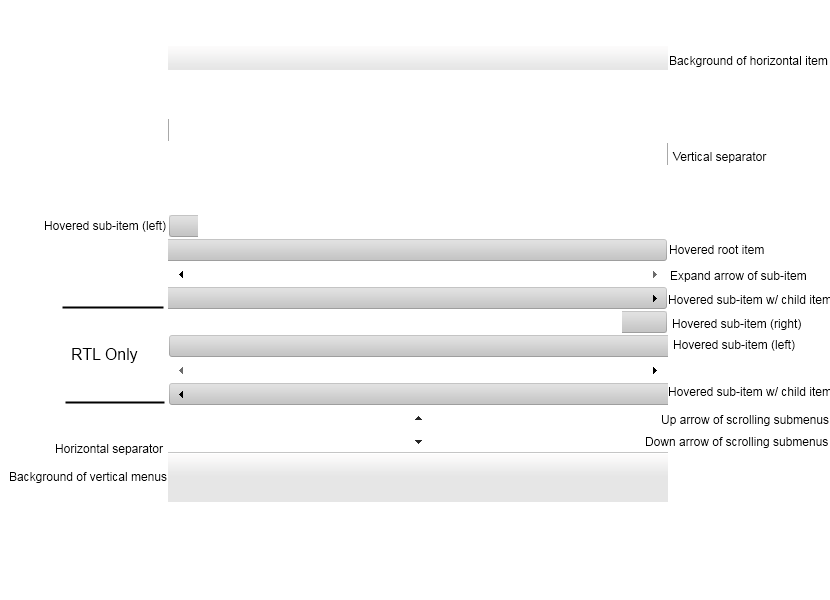 Background of horizontal item
Vertical separator
Hovered sub-item (left)
Hovered root item
Expand arrow of sub-item
Hovered sub-item w/ child item
Hovered sub-item (right)
Hovered sub-item (left)
RTL Only
Hovered sub-item w/ child item
Up arrow of scrolling submenus
Down arrow of scrolling submenus
Horizontal separator
Background of vertical menus